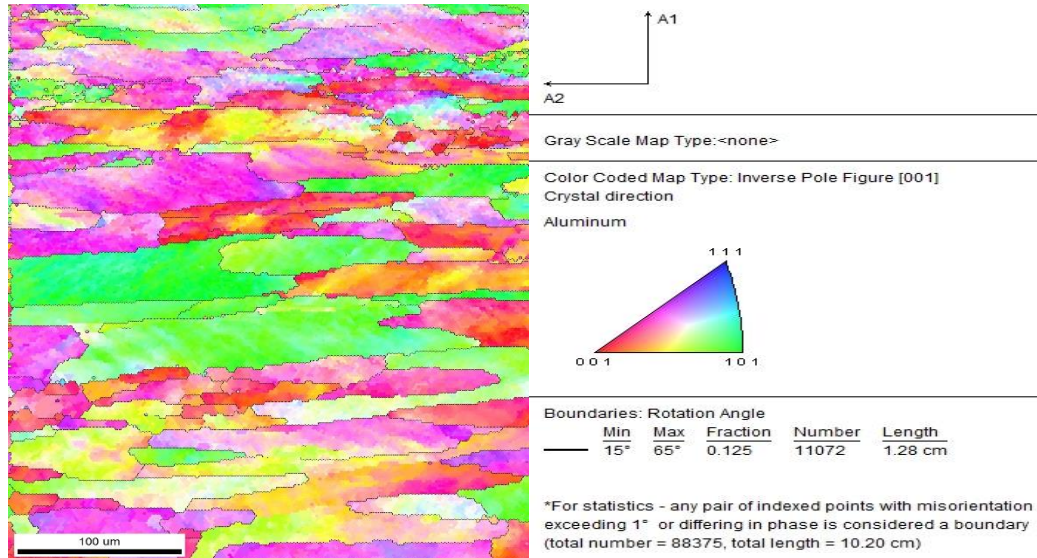 A1
A2
Gray Scale Map Type:<none>
Color Coded Map Type: Inverse Pole Figure [001]
Crystal direction
Aluminum
1 1 1
0 0 1
1 0 1
Boundaries: Rotation Angle
Min Max Fraction Number Length
15° 65° 0.125 11072 1.28 cm
*For statistics - any pair of indexed points with misorientation
exceeding 1° or differing in phase is considered a boundary
(total number = 88375, total length = 10.20 cm)
100 um